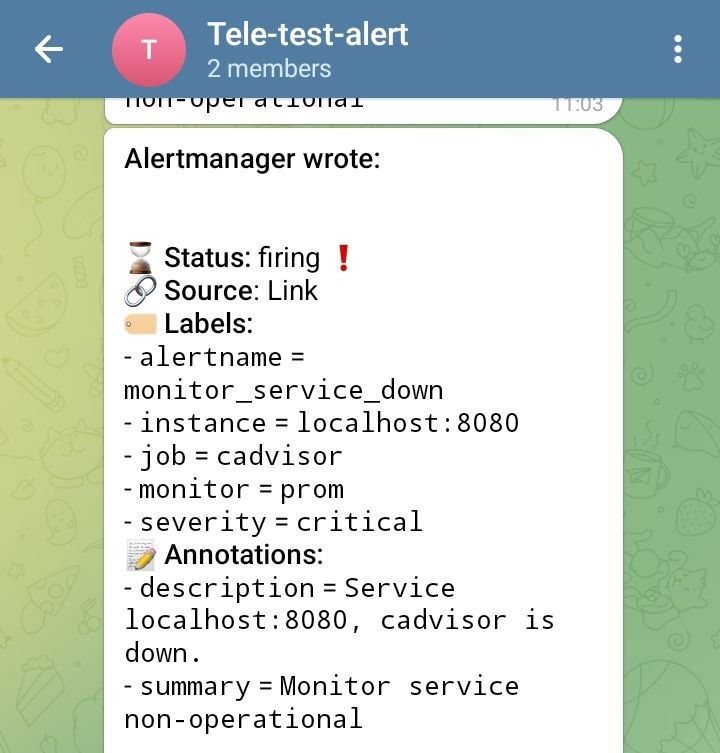 T
Tele-test-alert
2 members
non-operational
11:03
Alertmanager wrote:
Status: firing ❗
Source: Link
Labels:
- alertname =
monitor_service_down
- instance = localhost:8080
- job = cadvisor
- monitor = prom
- severity = critical
Annotations:
- description = Service
localhost:8080, cadvisor is
down.
- summary = Monitor service
non-operational